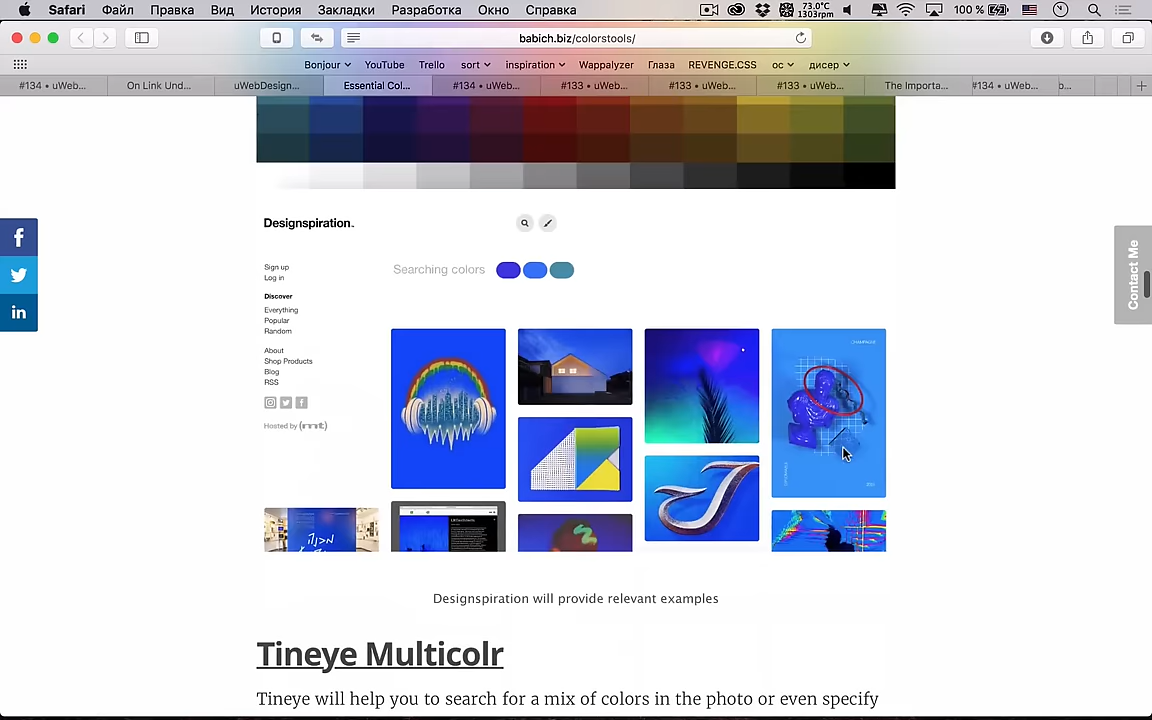 Safari Файл Правка Вид История Закладки Разработка Окно Справка 73.0°C 1303rpm 100 %
babich.biz/colorstools/
Bonjour YouTube Trello sort inspiration Wappalyzer Глаза REVENGE.CSS ос дисер
#134 • uWeb... On Link Und... uWebDesign... Essential Col... #134 • uWeb... #133 • uWeb... #133 • uWeb... #133 • uWeb... The Importa... #134 • uWeb... b...
Designspiration.
Searching colors
Sign up
Log in
Discover
Everything
Popular
Random
About
Shop Products
Blog
RSS
Hosted by (mt)
CHAMPAGNE
Contact Me
Designspiration will provide relevant examples
Tineye Multicolr
Tineye will help you to search for a mix of colors in the photo or even specify